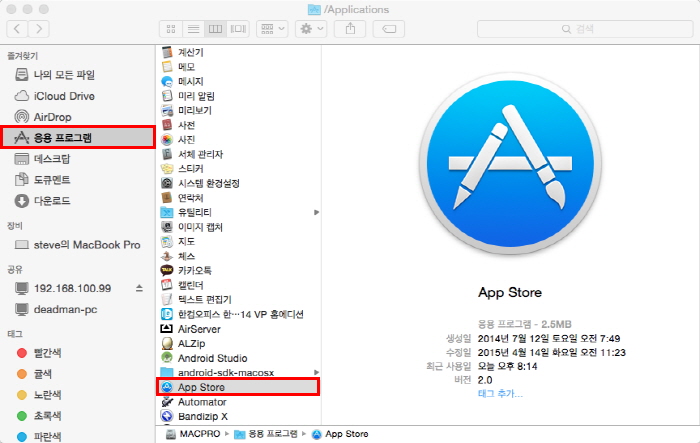 /Applications
검색
즐겨찾기
나의 모든 파일
iCloud Drive
AirDrop
응용 프로그램
데스크탑
도큐멘트
다운로드
장비
steve의 MacBook Pro
공유
192.168.100.99
deadman-pc
태그
빨간색
귤색
노란색
초록색
파란색
계산기
메모
메시지
미리 알림
미리보기
사전
사진
서체 관리자
스티커
시스템 환경설정
연락처
유틸리티
이미지 캡처
지도
체스
카카오톡
캘린더
텍스트 편집기
한컴오피스 한···14 VP 홈에디션
AirServer
ALZip
Android Studio
android-sdk-macosx
App Store
Automator
Bandizip X
App Store
응용 프로그램 - 2.5MB
생성일 2014년 7월 12일 토요일 오전 7:49
수정일 2015년 4월 14일 화요일 오전 11:23
최근 사용일 오늘 오후 8:14
버전 2.0
태그 추가...
MACPRO ▸ 응용 프로그램 ▸ App Store